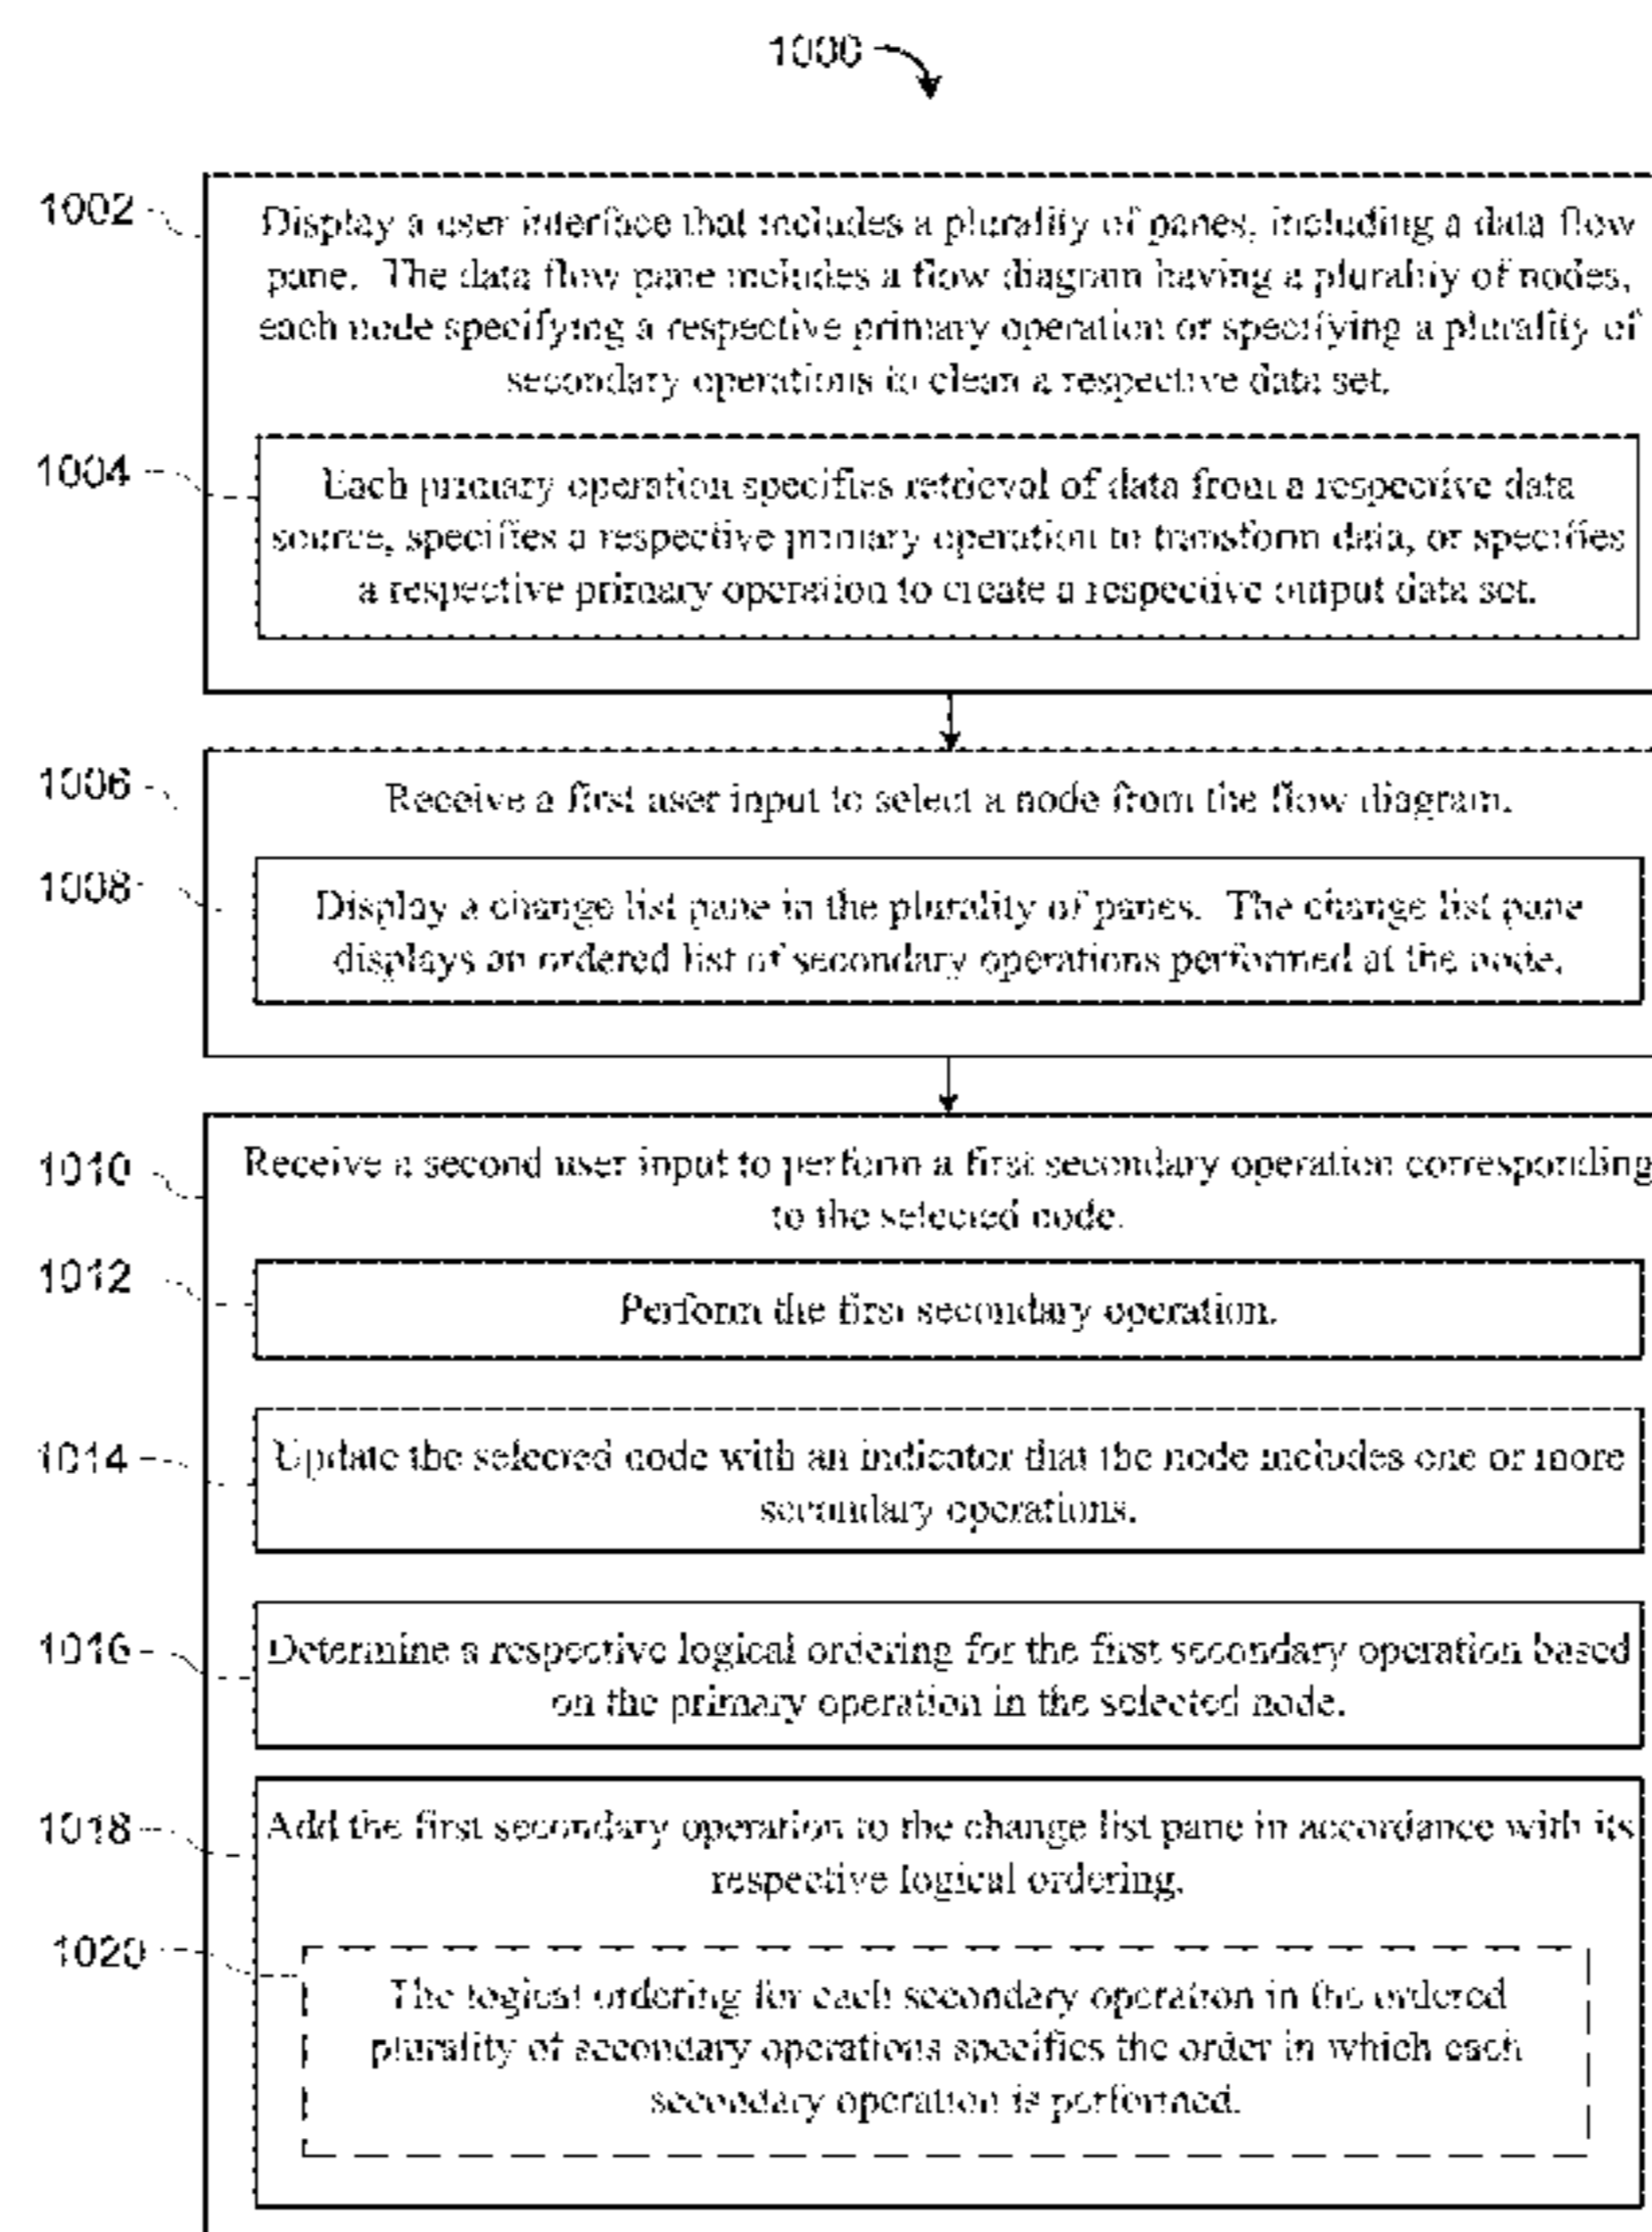 1000
1002
Display a user interface that includes a plurality of panes, including a data flow
pane. The data flow pane includes a flow diagram having a plurality of nodes,
each node specifying a respective primary operation or specifying a plurality of
secondary operations to clean a respective data set.
1004
Each primary operation specifies retrieval of data from a respective data
source, specifies a respective primary operation to transform data, or specifies
a respective primary operation to create a respective output data set.
1006
Receive a first user input to select a node from the flow diagram.
1008
Display a change list pane in the plurality of panes. The change list pane
displays an ordered list of secondary operations performed at the node.
1010
Receive a second user input to perform a first secondary operation corresponding
to the selected node.
1012
Perform the first secondary operation.
1014
Update the selected node with an indicator that the node includes one or more
secondary operations.
1016
Determine a respective logical ordering for the first secondary operation based
on the primary operation in the selected node.
1018
Add the first secondary operation to the change list pane in accordance with its
respective logical ordering.
1020
The logical ordering for each secondary operation in the ordered
plurality of secondary operations specifies the order in which each
secondary operation is performed.